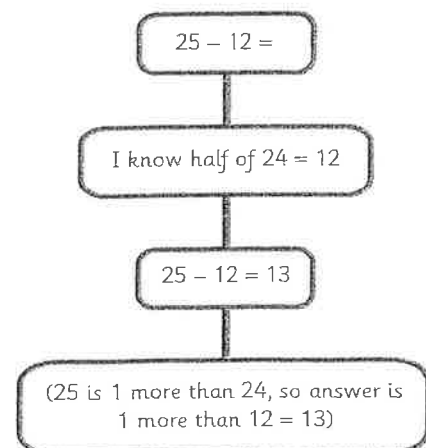 25 – 12 =
I know half of 24 = 12
25 – 12 = 13
(25 is 1 more than 24, so answer is
1 more than 12 = 13)